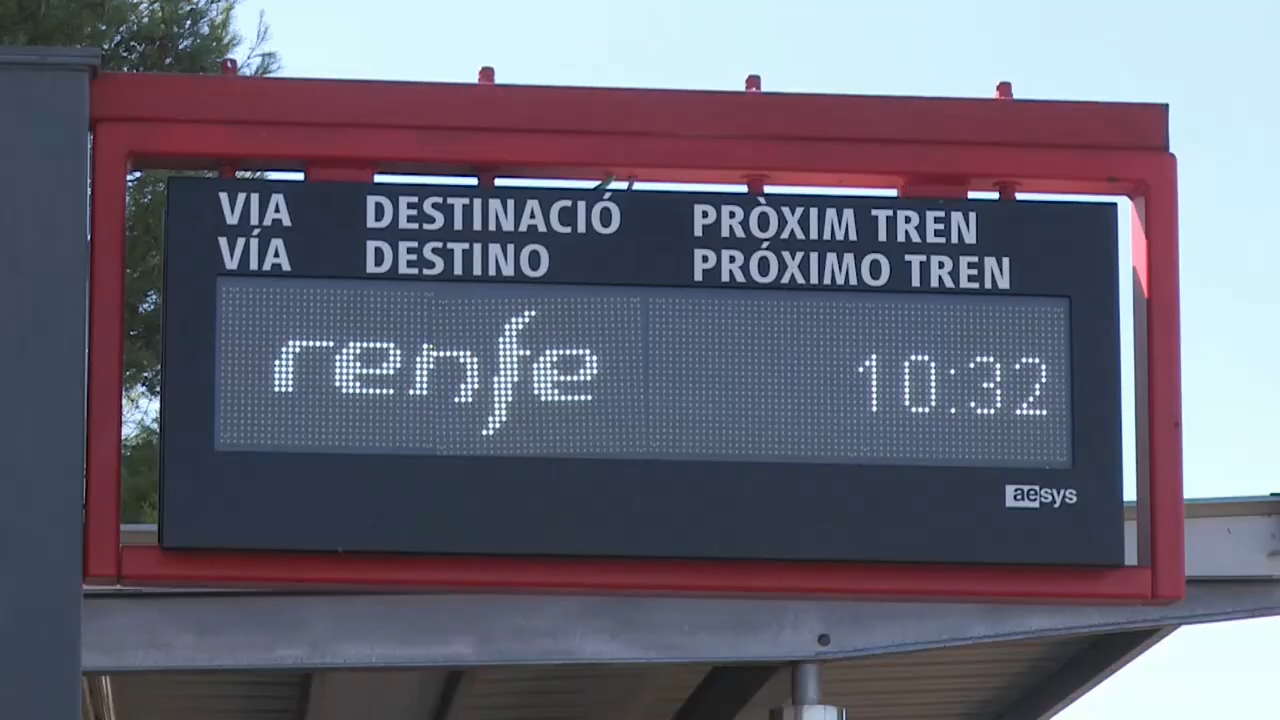 VIA DESTINACIÓ PRÒXIM TREN
VÍA DESTINO PRÓXIMO TREN
renfe 10:32
aesys